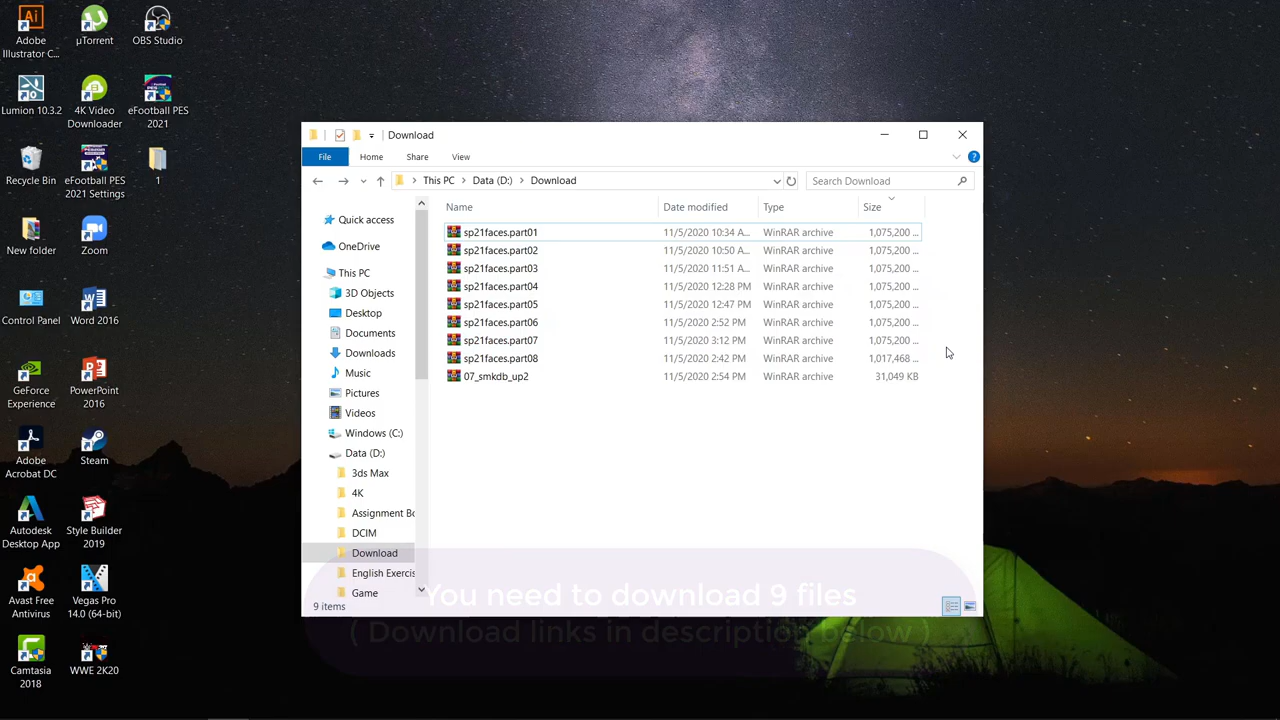 Adobe
Illustrator C...
µTorrent
OBS Studio
Lumion 10.3.2
4K Video
Downloader
eFootball PES
2021
Recycle Bin
eFootball PES
2021 Settings
1
New folder
Zoom
Control Panel
Word 2016
GeForce
Experience
PowerPoint
2016
Adobe
Acrobat DC
Steam
Autodesk
Desktop App
Style Builder
2019
Avast Free
Antivirus
Vegas Pro
14.0 (64-bit)
Camtasia
2018
WWE 2K20
Download
File Home Share View
This PC Data (D:) Download
Search Download
Quick access
OneDrive
This PC
3D Objects
Desktop
Documents
Downloads
Music
Pictures
Videos
Windows (C:)
Data (D:)
3ds Max
4K
Assignment Bo
DCIM
Download
English Exercis
Game
Name Date modified Type Size
sp21faces.part01 11/5/2020 10:34 A... WinRAR archive 1,075,200 ...
sp21faces.part02 11/5/2020 10:50 A... WinRAR archive 1,075,200 ...
sp21faces.part03 11/5/2020 11:51 A... WinRAR archive 1,075,200 ...
sp21faces.part04 11/5/2020 12:28 PM WinRAR archive 1,075,200 ...
sp21faces.part05 11/5/2020 12:47 PM WinRAR archive 1,075,200 ...
sp21faces.part06 11/5/2020 2:52 PM WinRAR archive 1,075,200 ...
sp21faces.part07 11/5/2020 3:12 PM WinRAR archive 1,075,200 ...
sp21faces.part08 11/5/2020 2:42 PM WinRAR archive 1,017,468 ...
07_smkdb_up2 11/5/2020 2:54 PM WinRAR archive 31,049 KB
9 items
You need to download 9 files
( Download links in description below )